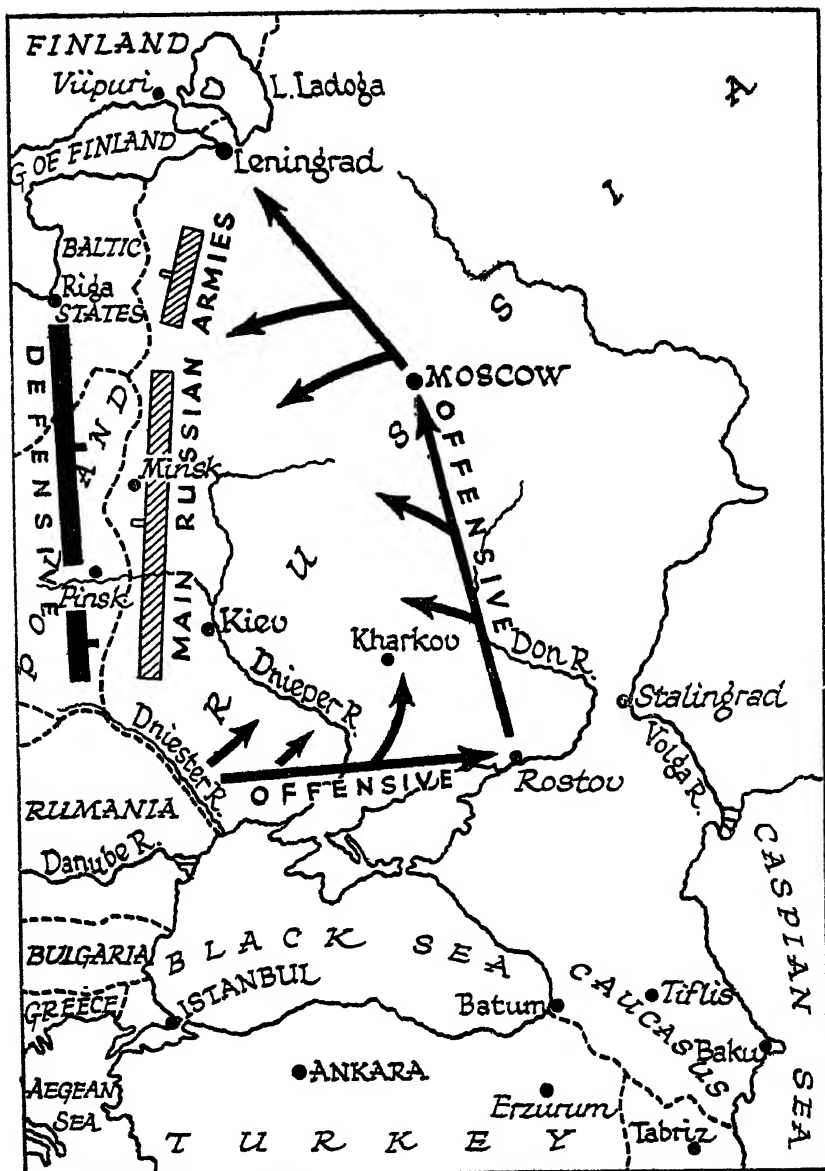 FINLAND
Viipuri
L. Ladoga
G OF FINLAND
Leningrad
BALTIC
STATES
Riga
MAIN RUSSIAN ARMIES
DEFENSIVE
POLAND
Minsk
Pinsk
MOSCOW
OFFENSIVE
U S S R
Kiev
Kharkov
Dnieper R.
Don R.
Stalingrad
Volga R.
Dniester R.
OFFENSIVE
Rostov
RUMANIA
Danube R.
BULGARIA
BLACK SEA
CASPIAN SEA
GREECE
ISTANBUL
Batum
CAUCASUS
Tiflis
Baku
AEGEAN
SEA
ANKARA
Erzurum
Tabriz
TURKEY